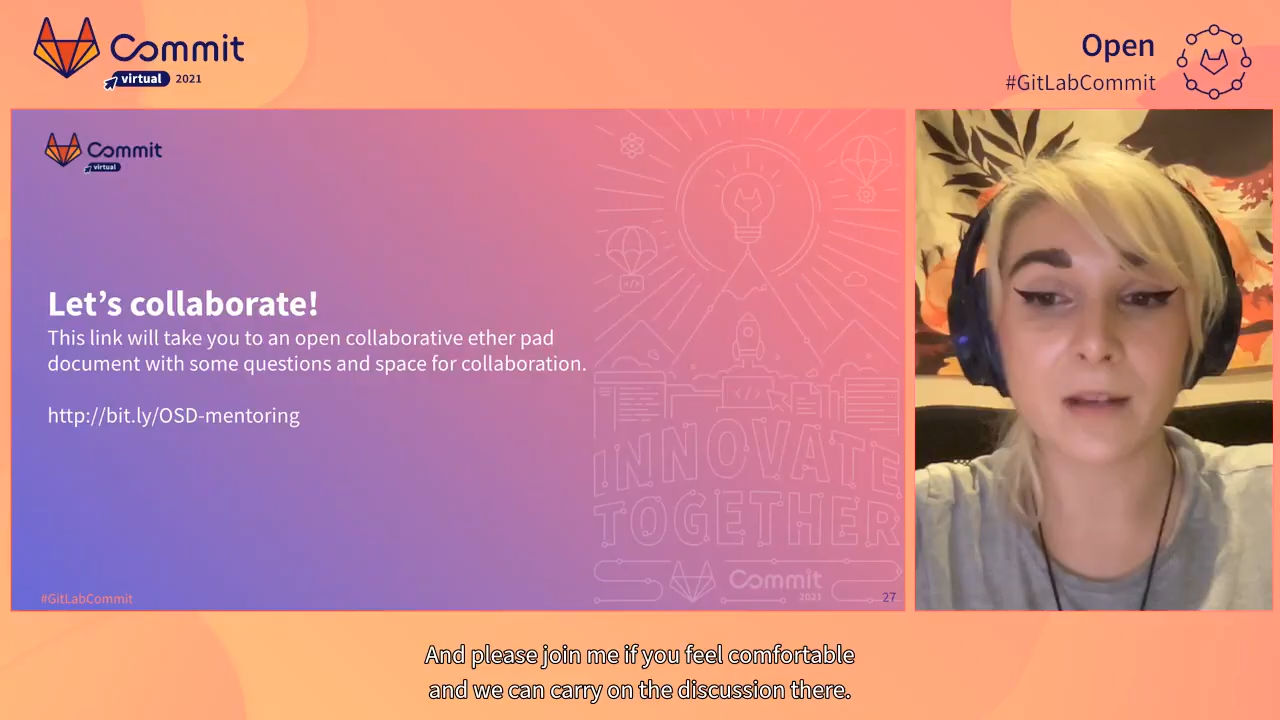 Commit
virtual 2021
Open
#GitLabCommit
Commit
virtual
Let's collaborate!
This link will take you to an open collaborative ether pad
document with some questions and space for collaboration.
http://bit.ly/OSD-mentoring
INNOVATE
TOGETHER
Commit
2021
#GitLabCommit
27
And please join me if you feel comfortable
and we can carry on the discussion there.